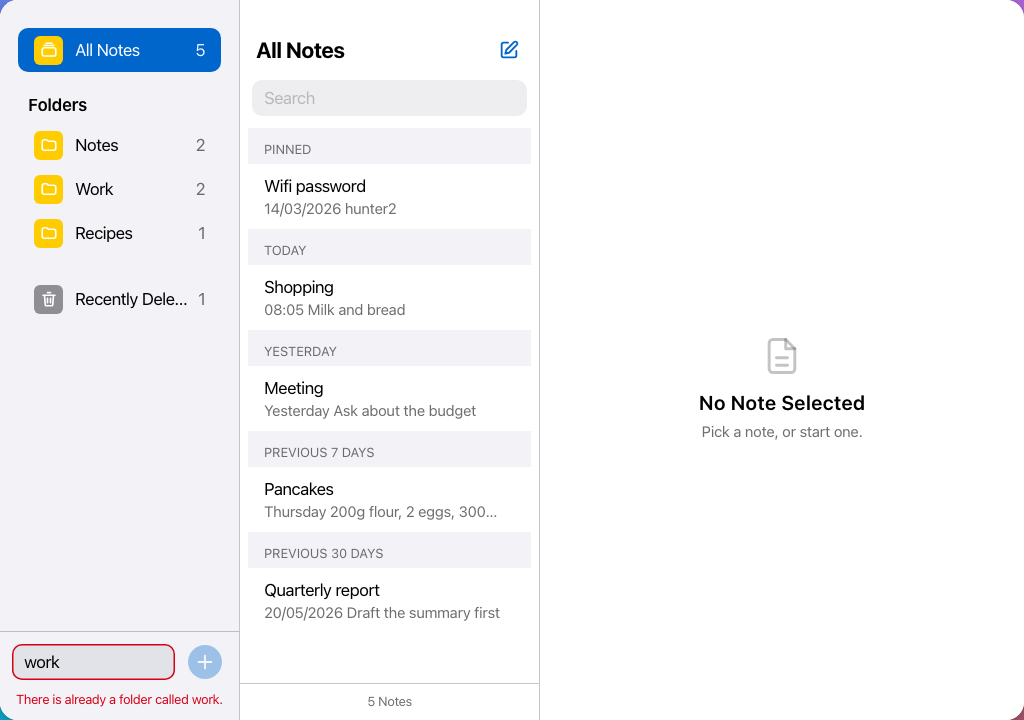 All Notes 5
Folders
Notes 2
Work 2
Recipes 1
Recently Dele... 1
work
There is already a folder called work.
All Notes
Search
PINNED
Wifi password
14/03/2026 hunter2
TODAY
Shopping
08:05 Milk and bread
YESTERDAY
Meeting
Yesterday Ask about the budget
PREVIOUS 7 DAYS
Pancakes
Thursday 200g flour, 2 eggs, 300...
PREVIOUS 30 DAYS
Quarterly report
20/05/2026 Draft the summary first
5 Notes
No Note Selected
Pick a note, or start one.